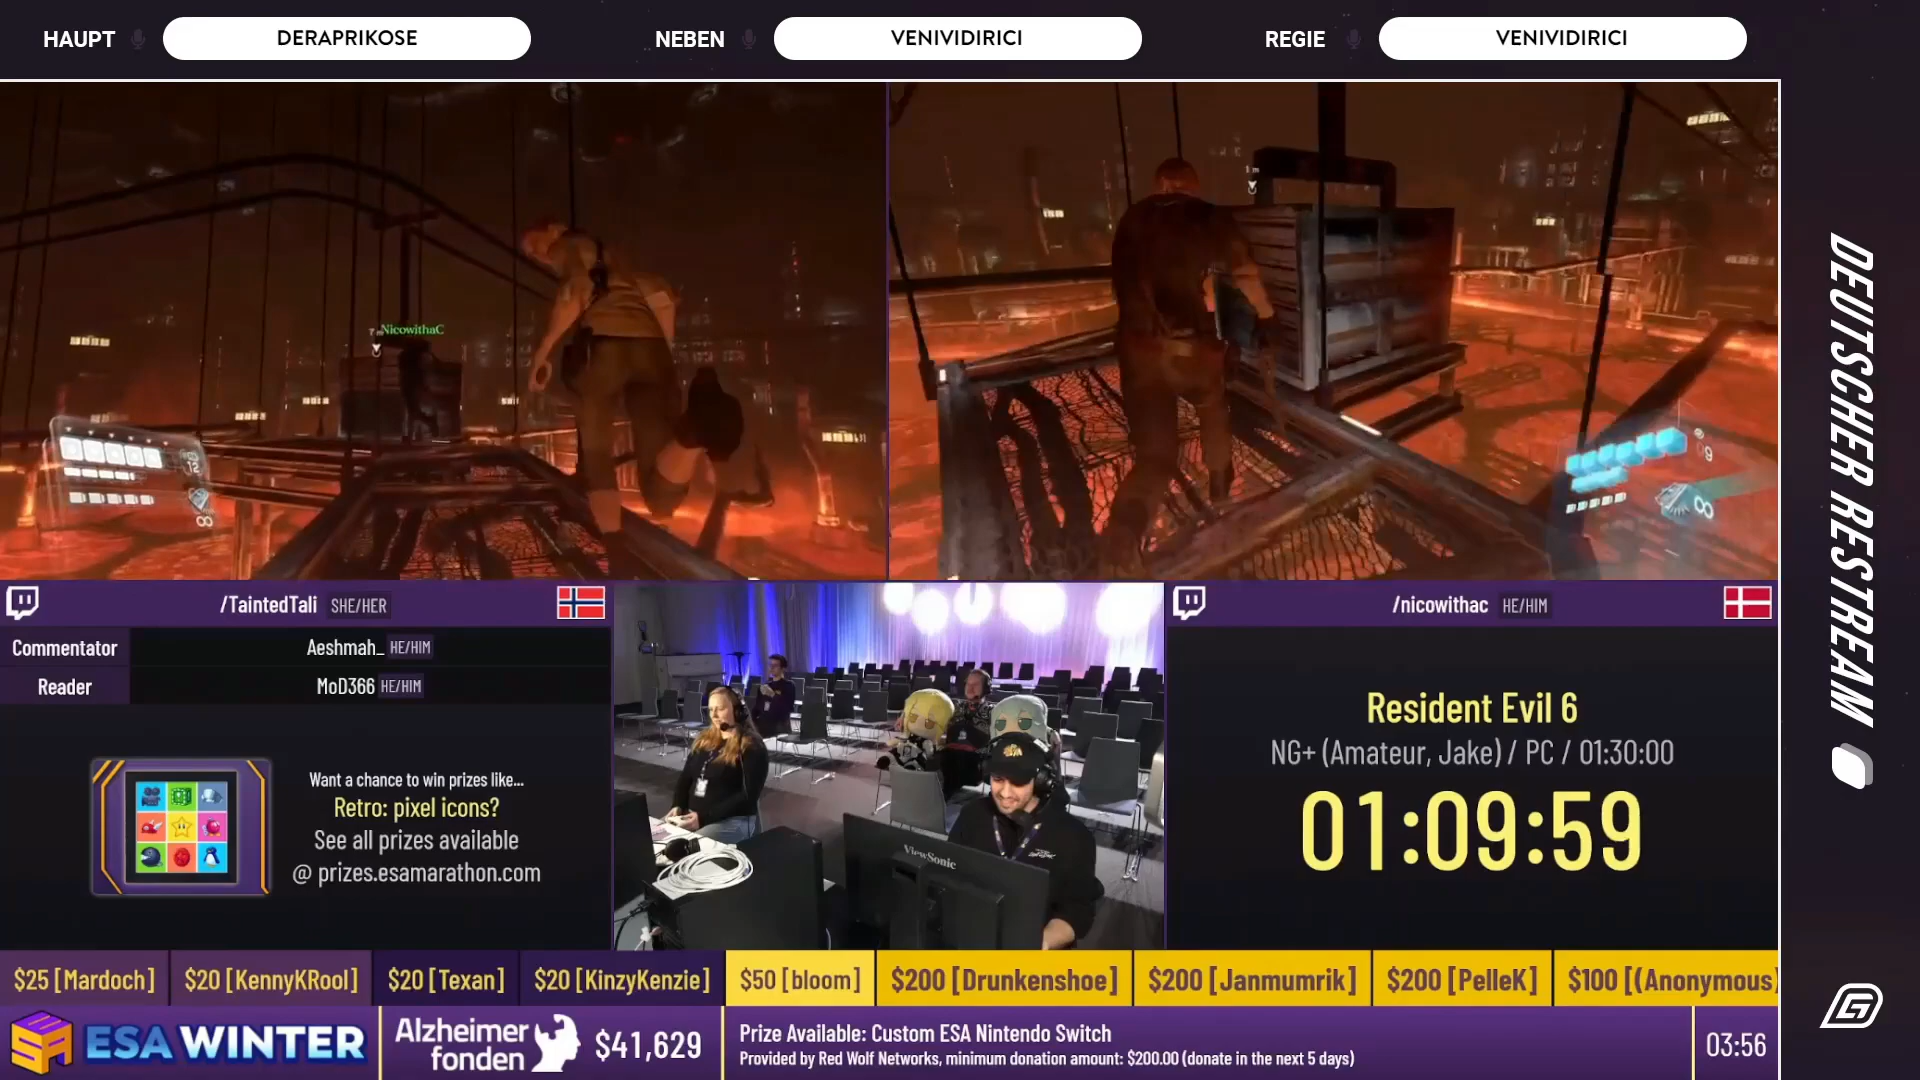 HAUPT
DERAPRIKOSE
NEBEN
VENIVIDIRICI
REGIE
VENIVIDIRICI
NicowithaC
7 m
12
∞
9
∞
/TaintedTali SHE/HER
Commentator
Aeshmah_ HE/HIM
Reader
MoD366 HE/HIM
Want a chance to win prizes like...
Retro: pixel icons?
See all prizes available
@ prizes.esamarathon.com
ViewSonic
/nicowithac HE/HIM
Resident Evil 6
NG+ (Amateur, Jake) / PC / 01:30:00
01:09:59
$25 [Mardoch]
$20 [KennyKRool]
$20 [Texan]
$20 [KinzyKenzie]
$50 [bloom]
$200 [Drunkenshoe]
$200 [Janmumrik]
$200 [PelleK]
$100 [(Anonymous)
ESA WINTER
Alzheimer
fonden
$41,629
Prize Available: Custom ESA Nintendo Switch
Provided by Red Wolf Networks, minimum donation amount: $200.00 (donate in the next 5 days)
03:56
DEUTSCHER RESTREAM